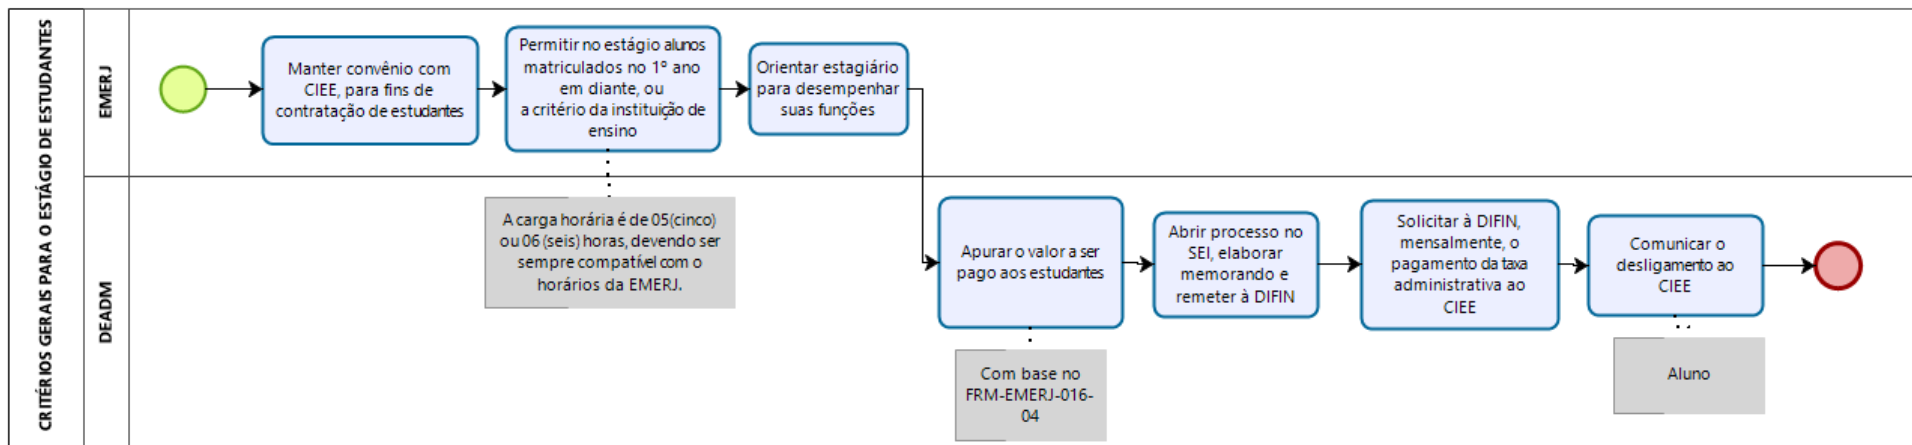 CRITÉRIOS GERAIS PARA O ESTÁGIO DE ESTUDANTES
EMERJ
Manter convênio com
CIEE, para fins de
contratação de estudantes
Permitir no estágio alunos
matriculados no 1º ano
em diante, ou
a critério da instituição de
ensino
Orientar estagiário
para desempenhar
suas funções
DEADM
A carga horária é de 05(cinco)
ou 06 (seis) horas, devendo ser
sempre compatível com o
horários da EMERJ.
Apurar o valor a ser
pago aos estudantes
Abrir processo no
SEI, elaborar
memorando e
remeter à DIFIN
Solicitar à DIFIN,
mensalmente, o
pagamento da taxa
administrativa ao
CIEE
Comunicar o
desligamento ao
CIEE
Com base no
FRM-EMERJ-016-
04
Aluno